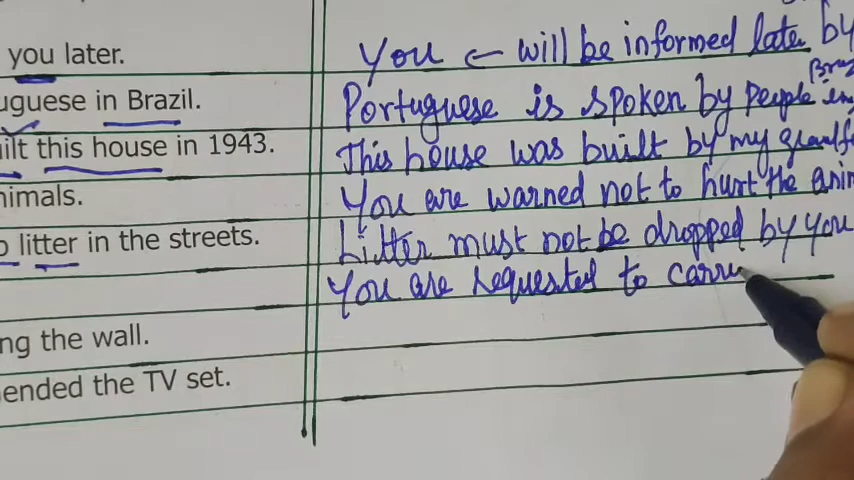 you later. You ← will be informed late by
uguese in Brazil. Portuguese is spoken by people in
ilt this house in 1943. This house was built by my grandf
nimals. You are warned not to hurt the anim
litter in the streets. Litter must not be dropped by you
You are requested to carry
ng the wall.
ended the TV set.